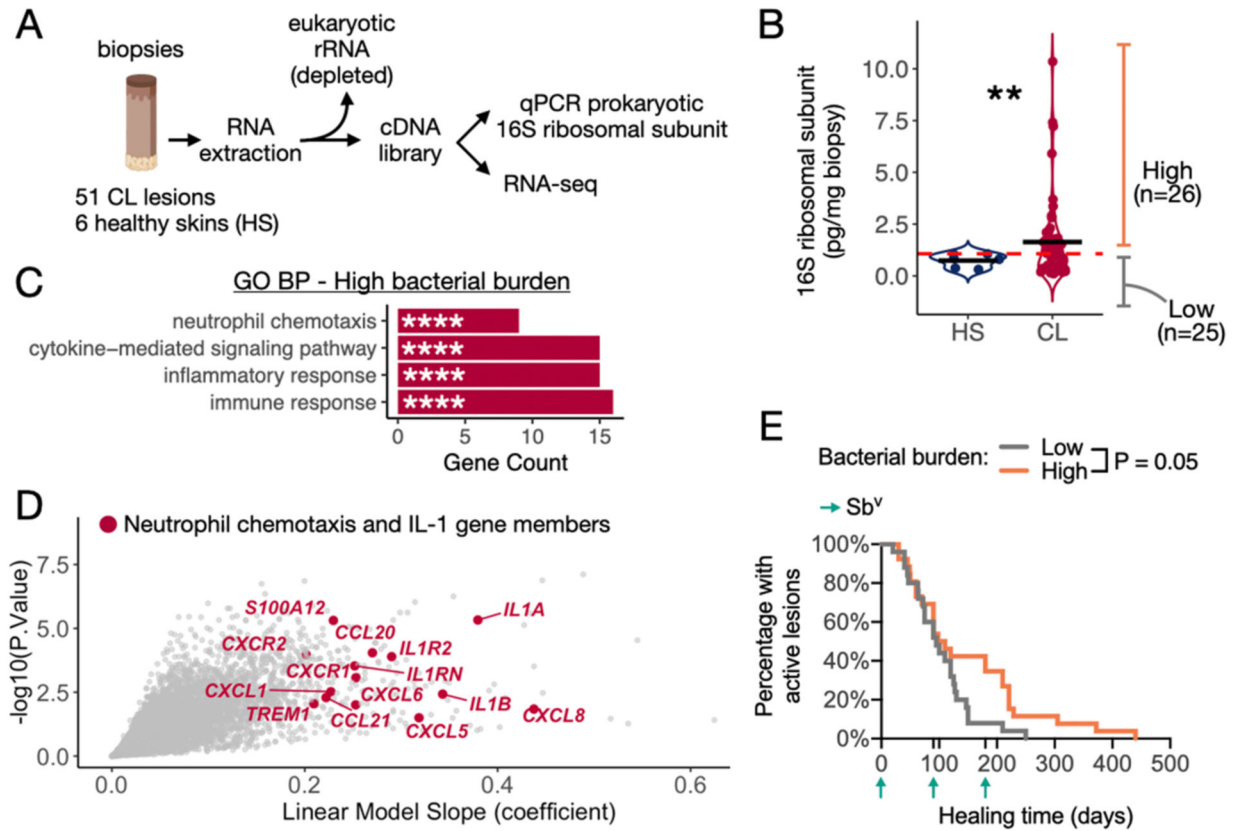 A
biopsies
eukaryotic
rRNA
(depleted)
RNA
extraction
cDNA
library
qPCR prokaryotic
16S ribosomal subunit
RNA-seq
51 CL lesions
6 healthy skins (HS)
B
16S ribosomal subunit
(pg/mg biopsy)
10.0
7.5
5.0
2.5
0.0
**
HS
CL
High
(n=26)
Low
(n=25)
C
GO BP - High bacterial burden
neutrophil chemotaxis
cytokine-mediated signaling pathway
inflammatory response
immune response
****
****
****
****
0
5
10
15
Gene Count
D
Neutrophil chemotaxis and IL-1 gene members
-log10(P.Value)
7.5
5.0
2.5
0.0
S100A12
CCL20
IL1A
CXCR2
IL1R2
CXCR1
IL1RN
CXCL1
CXCL6
IL1B
TREM1
CCL21
CXCL5
CXCL8
0.0
0.2
0.4
0.6
Linear Model Slope (coefficient)
E
Bacterial burden:
Low
High
P = 0.05
Sbᵛ
Percentage with
active lesions
100%
80%
60%
40%
20%
0%
0
100
200
300
400
500
Healing time (days)